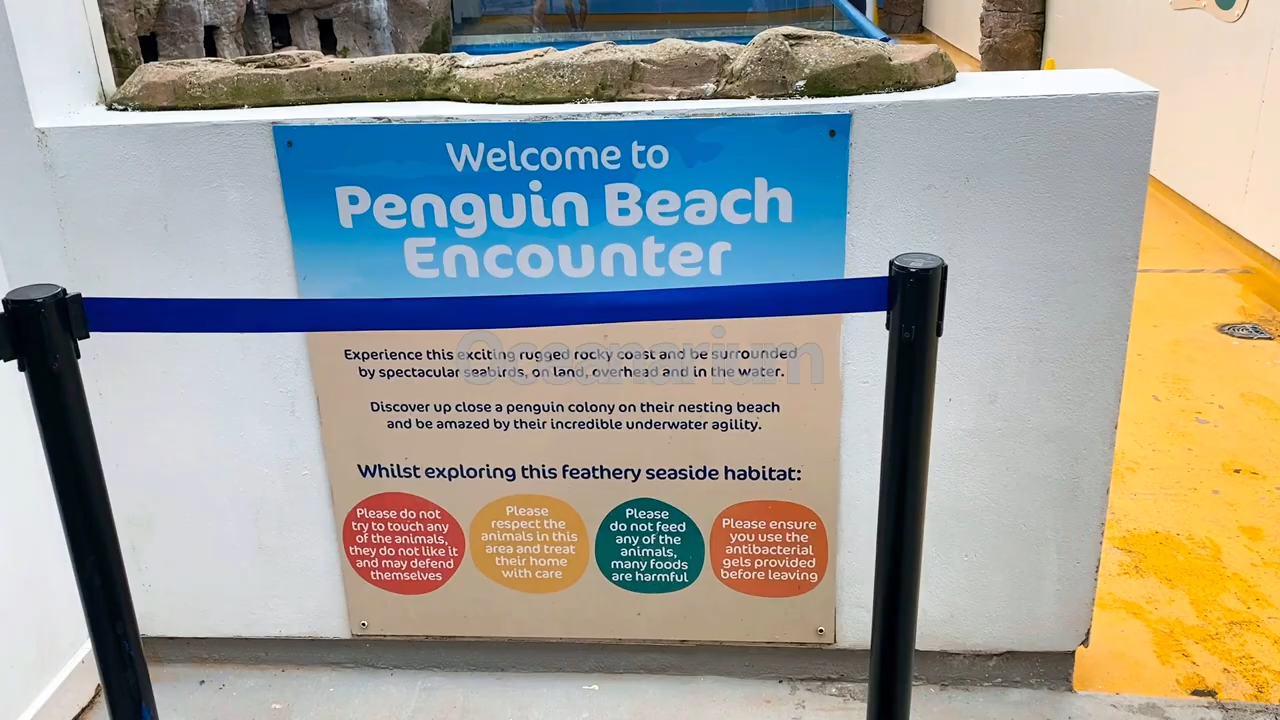 Welcome to
Penguin Beach
Encounter
Experience this exciting rugged rocky coast and be surrounded
by spectacular seabirds, on land, overhead and in the water.
Oceanarium
Discover up close a penguin colony on their nesting beach
and be amazed by their incredible underwater agility.
Whilst exploring this feathery seaside habitat:
Please do not
try to touch any
of the animals,
they do not like it
and may defend
themselves
Please
respect the
animals in this
area and treat
their home
with care
Please
do not feed
any of the
animals,
many foods
are harmful
Please ensure
you use the
antibacterial
gels provided
before leaving